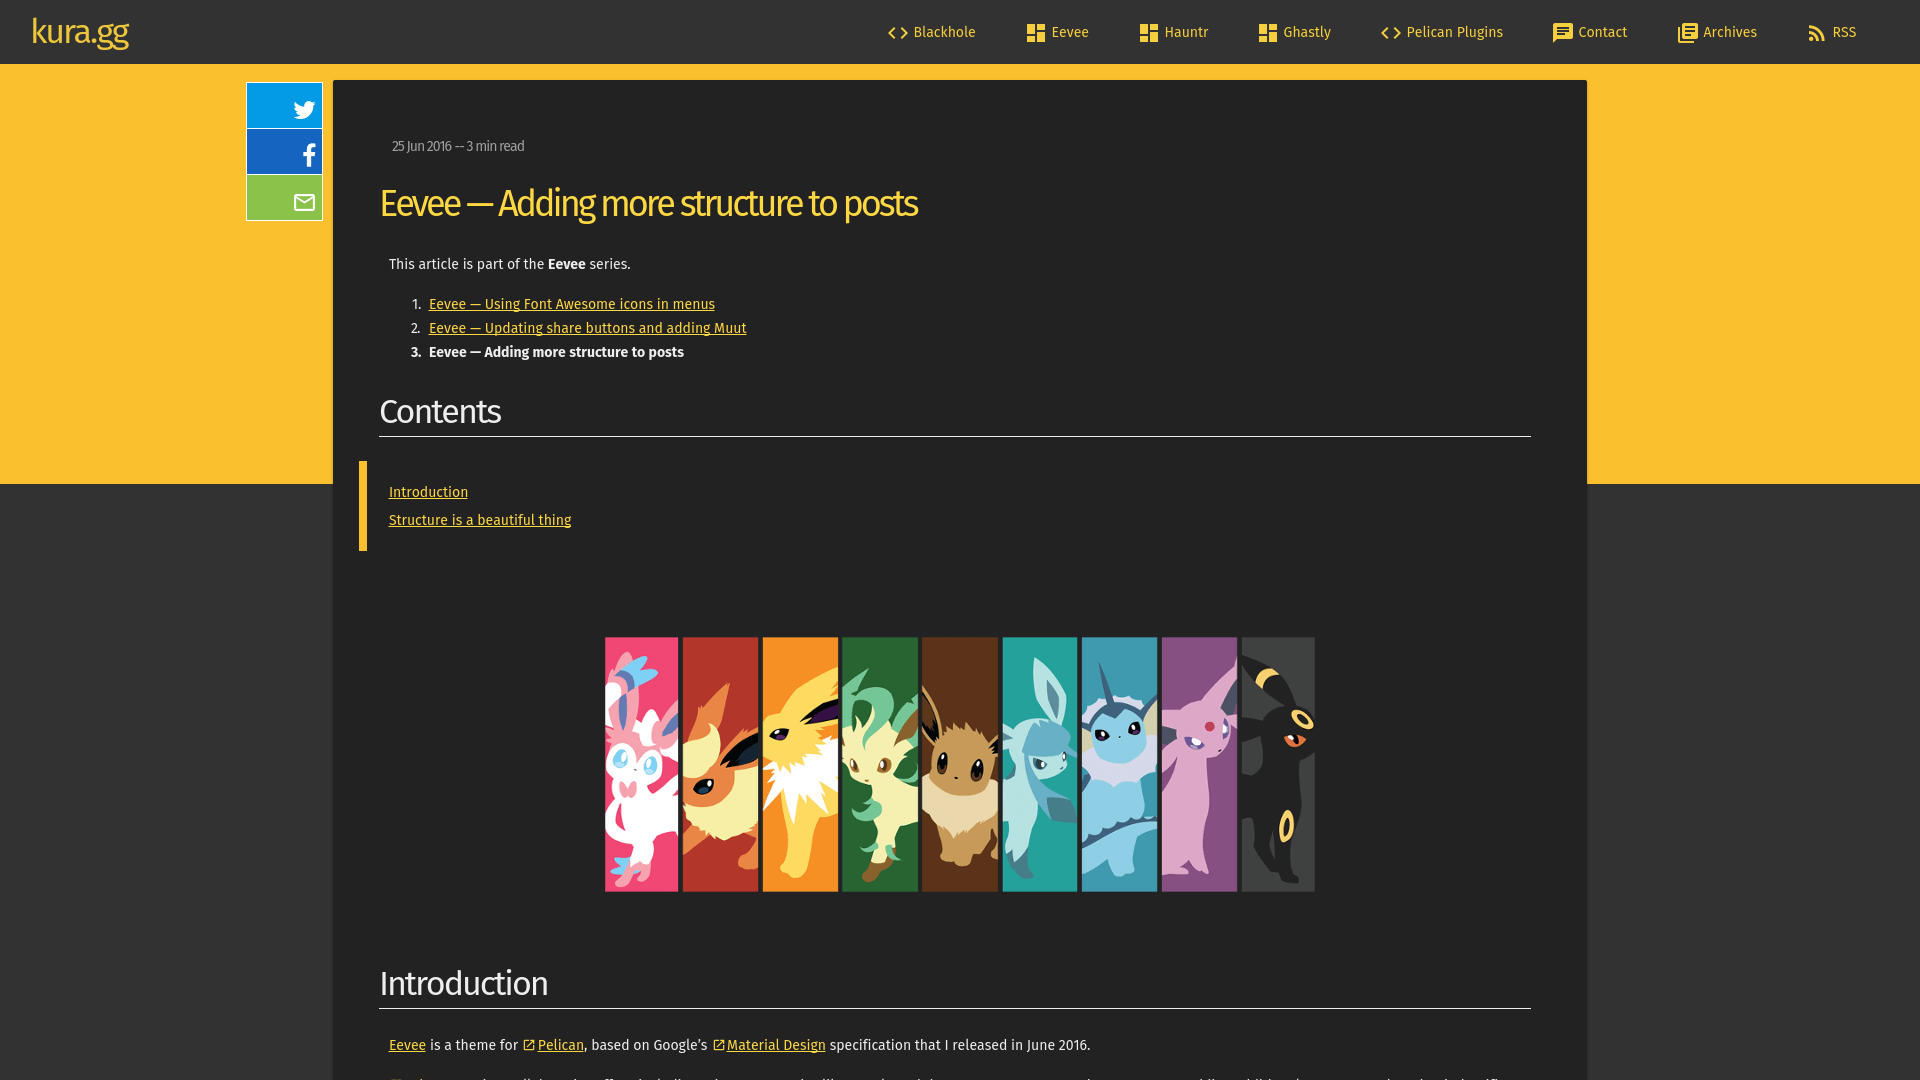 kura.gg
Blackhole
Eevee
Hauntr
Ghastly
Pelican Plugins
Contact
Archives
RSS
25 Jun 2016 -- 3 min read
Eevee — Adding more structure to posts
This article is part of the Eevee series.
1. Eevee — Using Font Awesome icons in menus
2. Eevee — Updating share buttons and adding Muut
3. Eevee — Adding more structure to posts
Contents
Introduction
Structure is a beautiful thing
Introduction
Eevee is a theme for Pelican, based on Google’s Material Design specification that I released in June 2016.